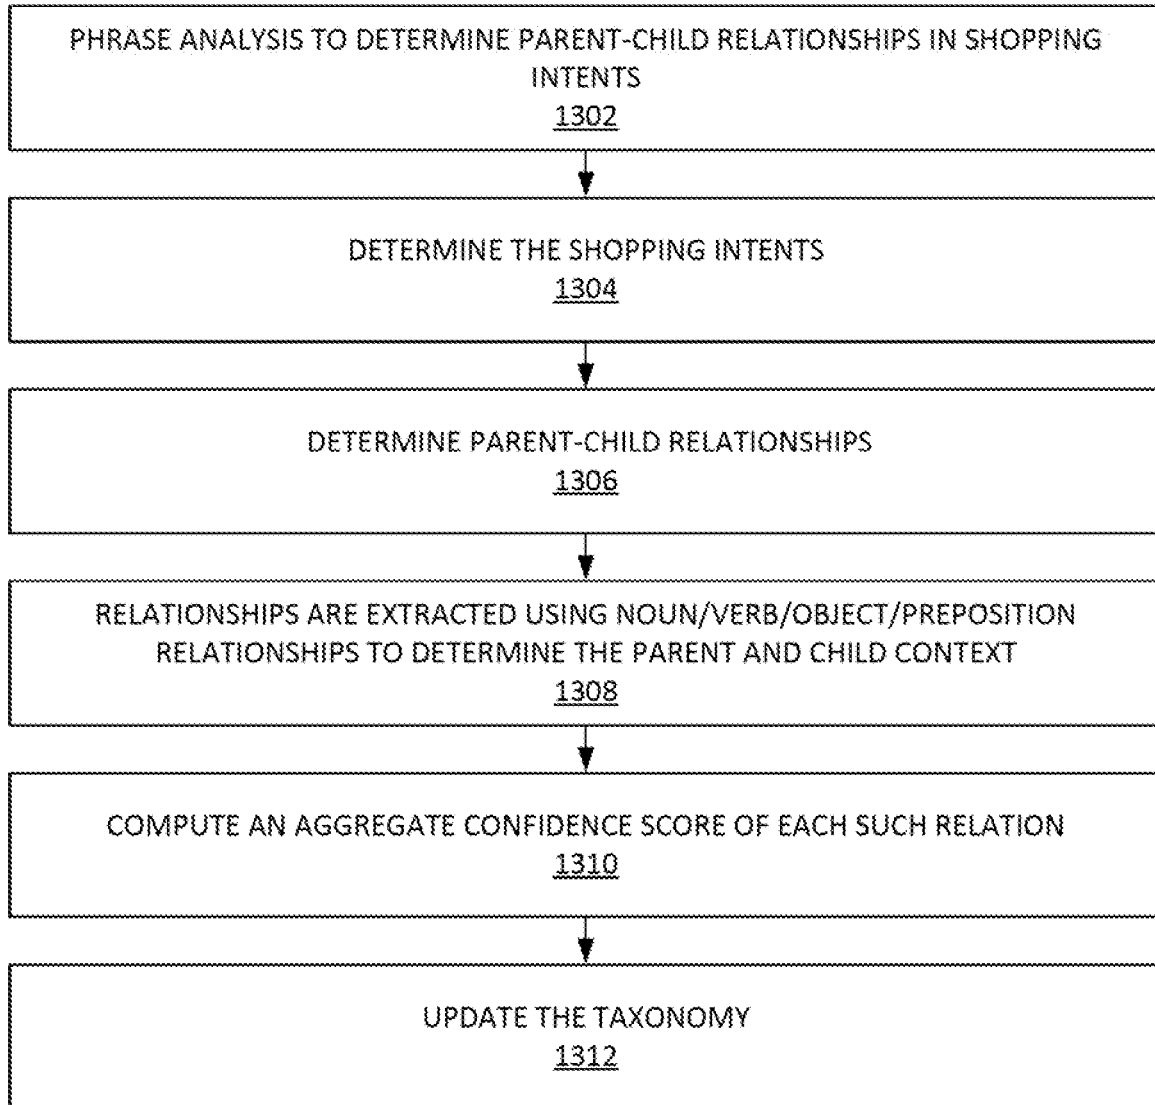 PHRASE ANALYSIS TO DETERMINE PARENT-CHILD RELATIONSHIPS IN SHOPPING
INTENTS
1302
DETERMINE THE SHOPPING INTENTS
1304
DETERMINE PARENT-CHILD RELATIONSHIPS
1306
RELATIONSHIPS ARE EXTRACTED USING NOUN/VERB/OBJECT/PREPOSITION
RELATIONSHIPS TO DETERMINE THE PARENT AND CHILD CONTEXT
1308
COMPUTE AN AGGREGATE CONFIDENCE SCORE OF EACH SUCH RELATION
1310
UPDATE THE TAXONOMY
1312